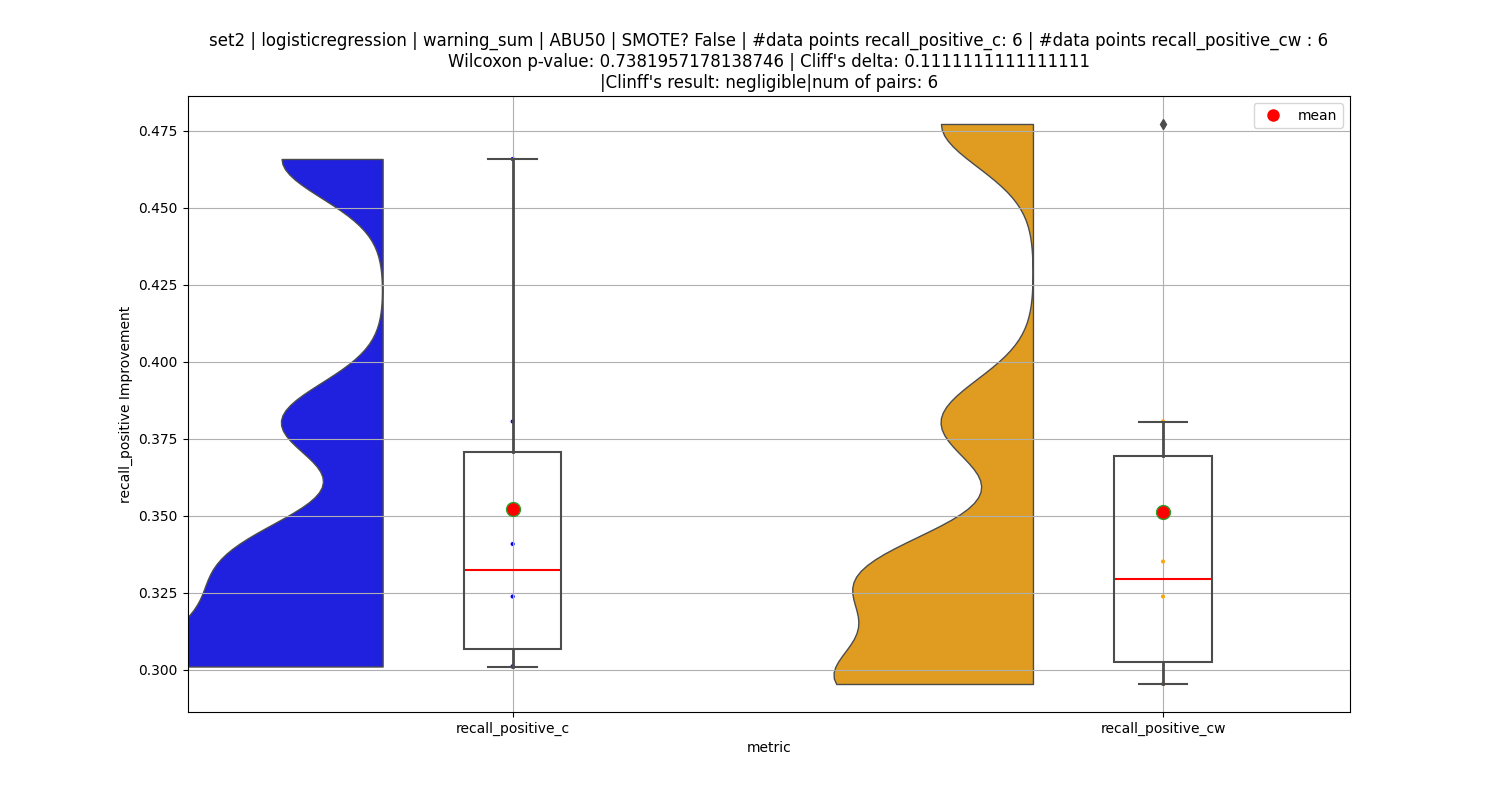 set2 | logisticregression | warning_sum | ABU50 | SMOTE? False | #data points recall_positive_c: 6 | #data points recall_positive_cw : 6
Wilcoxon p-value: 0.7381957178138746 | Cliff's delta: 0.1111111111111111
|Clinff's result: negligible|num of pairs: 6
mean
0.475
0.450
0.425
0.400
0.375
0.350
0.325
0.300
recall_positive Improvement
recall_positive_c
recall_positive_cw
metric